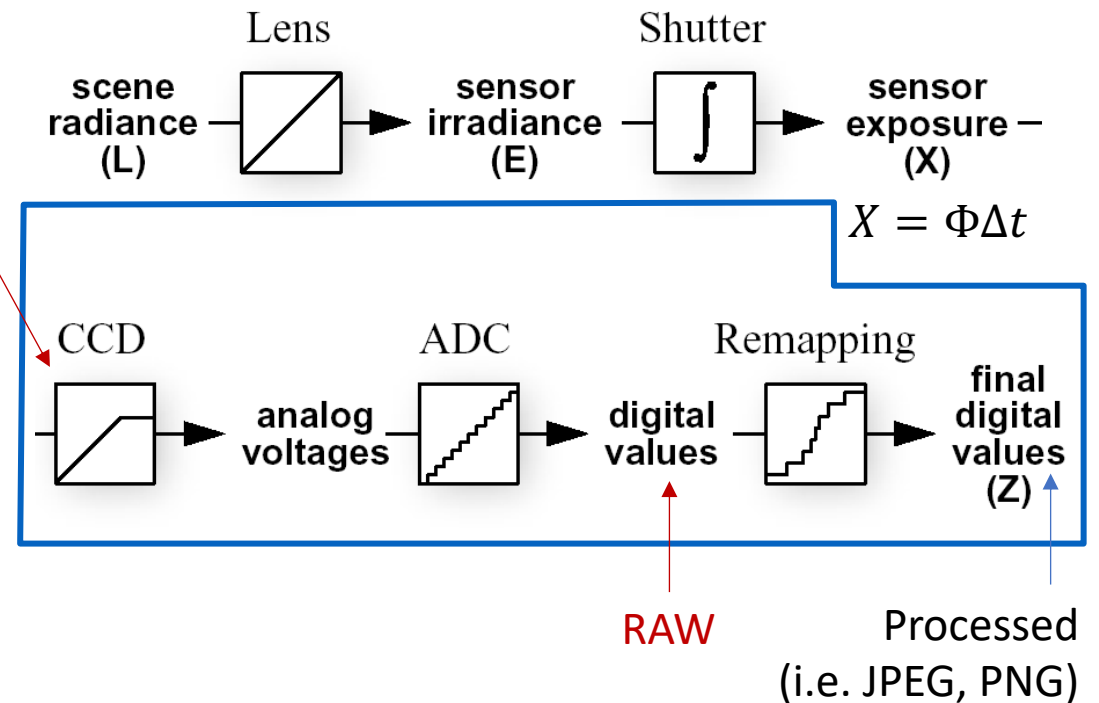 Lens
Shutter
scene
radiance
(L)
sensor
irradiance
(E)
∫
sensor
exposure
(X)
X = ΦΔt
CCD
ADC
Remapping
analog
voltages
digital
values
final
digital
values
(Z)
RAW
Processed
(i.e. JPEG, PNG)